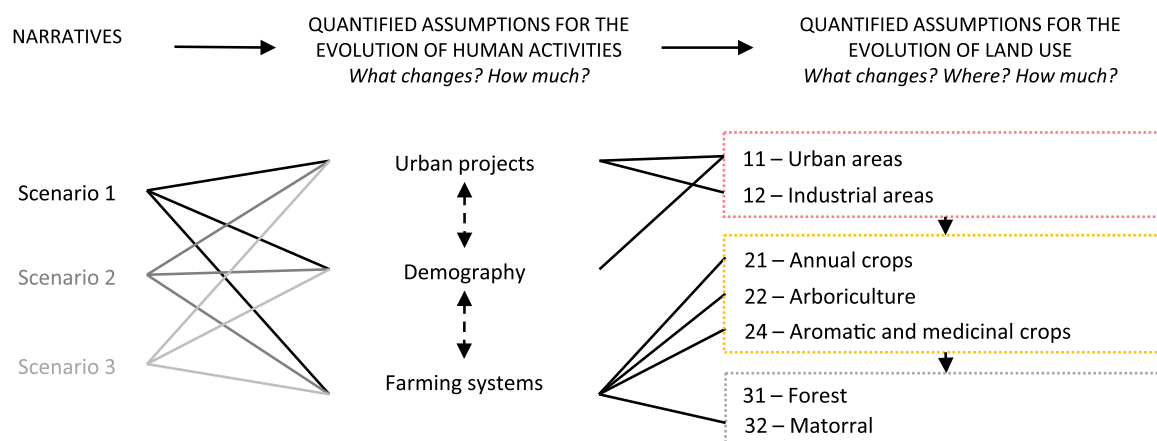 NARRATIVES
QUANTIFIED ASSUMPTIONS FOR THE
EVOLUTION OF HUMAN ACTIVITIES
What changes? How much?
QUANTIFIED ASSUMPTIONS FOR THE
EVOLUTION OF LAND USE
What changes? Where? How much?
Scenario 1
Scenario 2
Scenario 3
Urban projects
Demography
Farming systems
11 – Urban areas
12 – Industrial areas
21 – Annual crops
22 – Arboriculture
24 – Aromatic and medicinal crops
31 – Forest
32 – Matorral